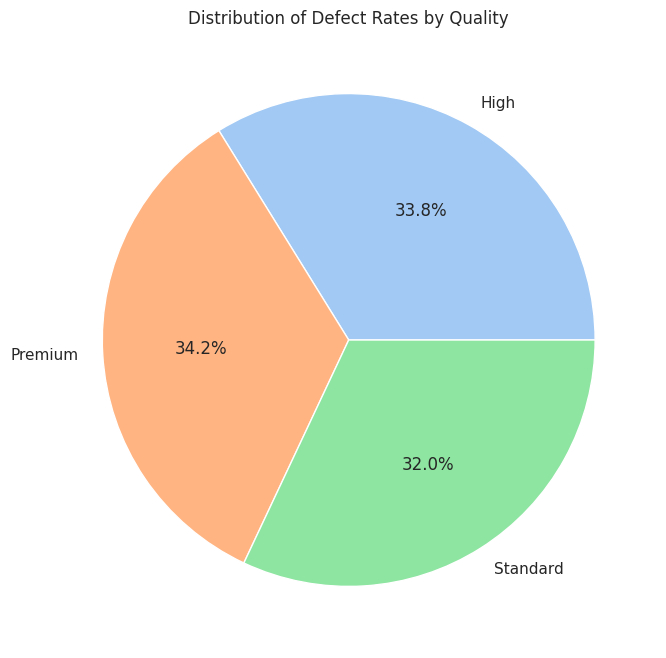 Distribution of Defect Rates by Quality
High
33.8%
34.2%
Premium
32.0%
Standard